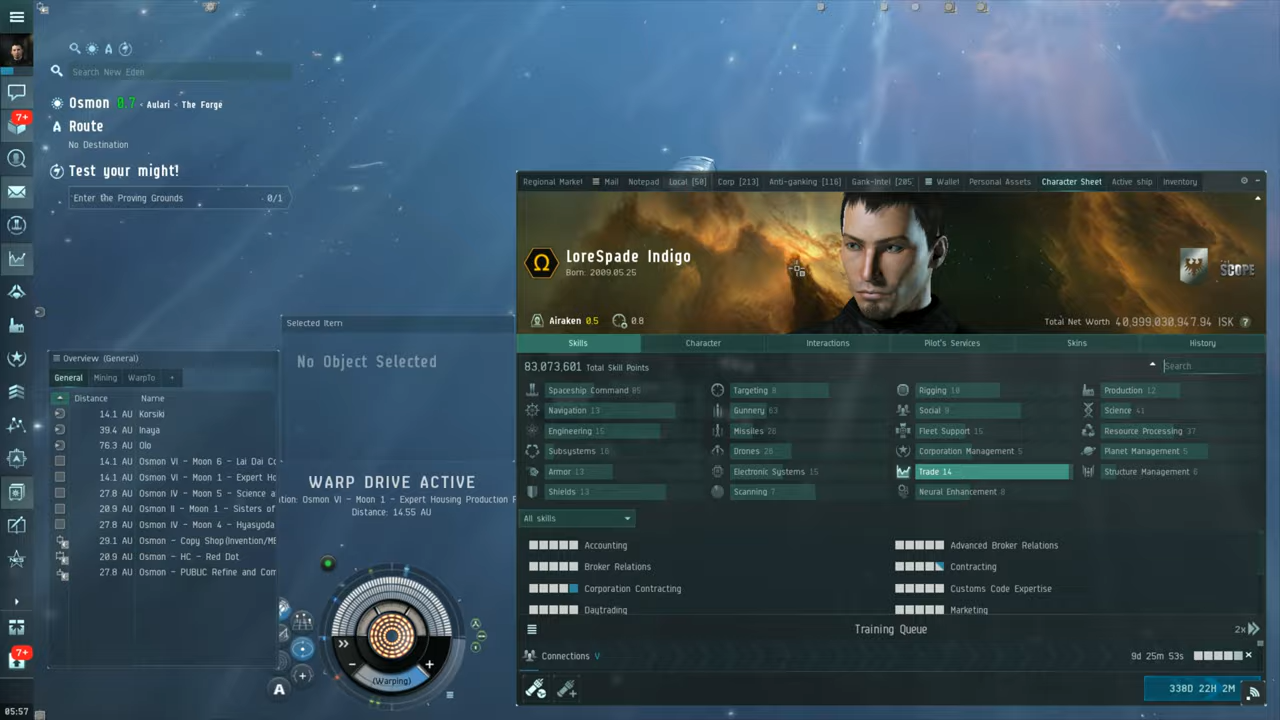 Search New Eden
Osmon 0.7 < Aulari < The Forge
A Route
No Destination
Test your might!
Enter the Proving Grounds 0/1
7+
Regional Market Mail Notepad Local [50] Corp [213] Anti-ganking [116] Gank-Intel [205] Wallet Personal Assets Character Sheet Active ship Inventory
Ω
LoreSpade Indigo
Born: 2009.05.25
THE SCOPE
Airaken 0.5 0.8
Total Net Worth 40,999,030,947.94 ISK ?
Selected Item
No Object Selected
Skills Character Interactions Pilot's Services Skins History
83,073,601 Total Skill Points
Search
Spaceship Command 85 Targeting 8 Rigging 10 Production 12
Navigation 13 Gunnery 63 Social 9 Science 41
Engineering 15 Missiles 26 Fleet Support 15 Resource Processing 37
Subsystems 16 Drones 26 Corporation Management 5 Planet Management 5
Armor 13 Electronic Systems 15 Trade 14 Structure Management 6
Shields 13 Scanning 7 Neural Enhancement 8
All skills
Accounting Advanced Broker Relations
Broker Relations Contracting
Corporation Contracting Customs Code Expertise
Daytrading Marketing
Training Queue 2x
Connections V 9d 25m 53s
338D 22H 2M
Overview (General)
General Mining WarpTo +
Distance Name
14.1 AU Korsiki
39.4 AU Inaya
76.3 AU Olo
14.1 AU Osmon VI - Moon 6 - Lai Dai Co
14.1 AU Osmon VI - Moon 1 - Expert Ho
27.8 AU Osmon IV - Moon 5 - Science a
20.9 AU Osmon II - Moon 1 - Sisters of
27.8 AU Osmon IV - Moon 4 - Hyasyoda
29.1 AU Osmon - Copy Shop(Invention/ME
20.9 AU Osmon - HC - Red Dot
27.8 AU Osmon - PUBLIC Refine and Com
WARP DRIVE ACTIVE
tion: Osmon VI - Moon 1 - Expert Housing Production F
Distance: 14.55 AU
(Warping)
A
7+
05:57